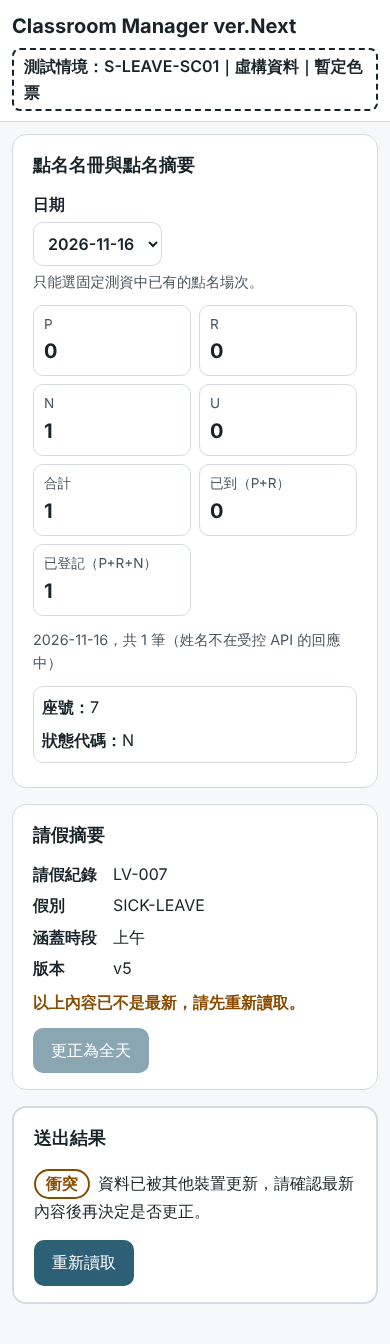 Classroom Manager ver.Next
測試情境：S-LEAVE-SC01｜虛構資料｜暫定色
票
點名名冊與點名摘要
日期
2026-11-16
只能選固定測資中已有的點名場次。
P
0
R
0
N
1
U
0
合計
1
已到（P+R）
0
已登記（P+R+N）
1
2026-11-16，共 1 筆（姓名不在受控 API 的回應
中）
座號：7
狀態代碼：N
請假摘要
請假紀錄 LV-007
假別 SICK-LEAVE
涵蓋時段 上午
版本 v5
以上內容已不是最新，請先重新讀取。
更正為全天
送出結果
衝突 資料已被其他裝置更新，請確認最新
內容後再決定是否更正。
重新讀取